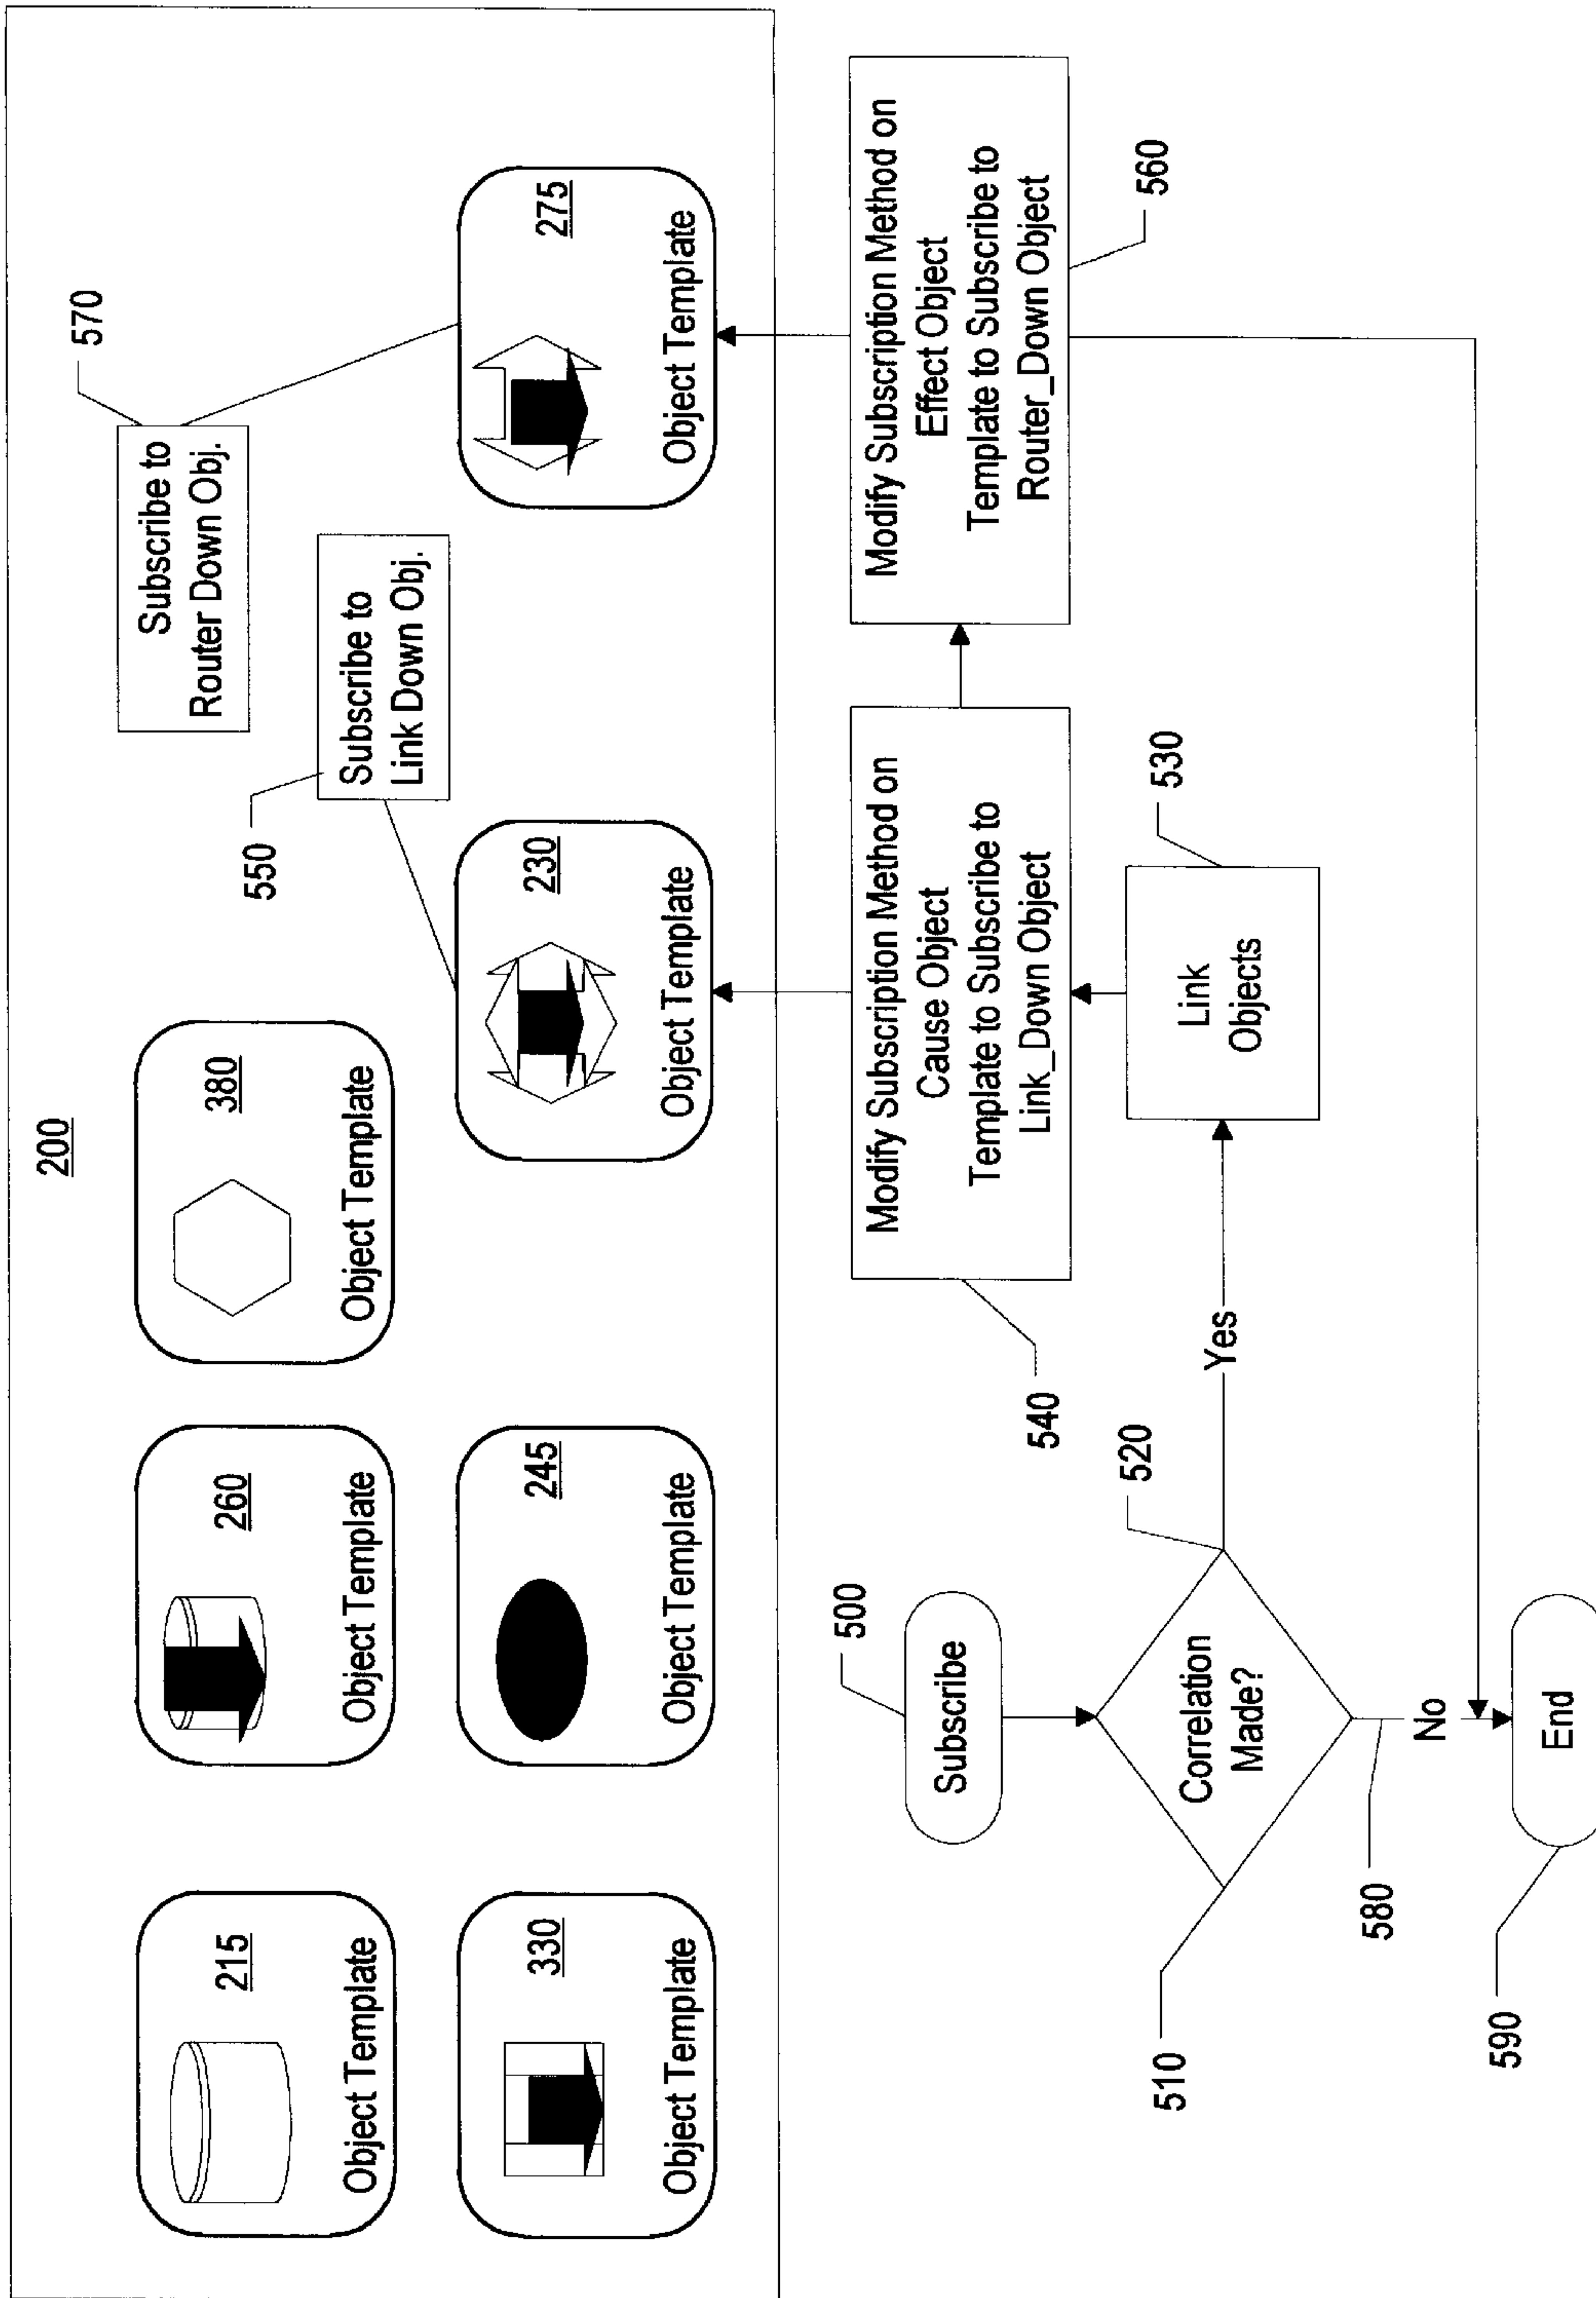 200
215
Object Template
260
Object Template
380
Object Template
Subscribe to
Router Down Obj.
570
330
Object Template
245
Object Template
230
Object Template
550
Subscribe to
Link Down Obj.
275
Object Template
500
Subscribe
510
Correlation
Made?
520
Yes
580
No
590
End
540
Modify Subscription Method on
Cause Object
Template to Subscribe to
Link_Down Object
Link
Objects
530
Modify Subscription Method on
Effect Object
Template to Subscribe to
Router_Down Object
560